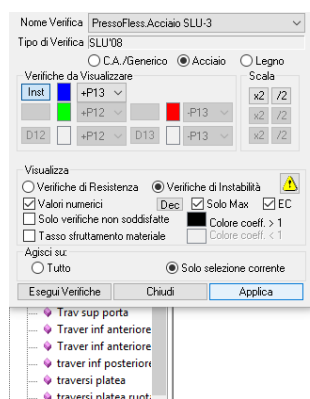 Nome Verifica PressoFless.Acciaio SLU-3
Tipo di Verifica SLU'08
C.A./Generico Acciaio Legno
Verifiche da Visualizzare Scala
Inst +P13 x2 /2
+P12 -P13 x2 /2
D12 +P12 D13 -P13 x2 /2
Visualizza
Verifiche di Resistenza Verifiche di Instabilità
Valori numerici Dec Solo Max EC
Solo verifiche non soddisfatte Colore coeff. > 1
Tasso sfruttamento materiale Colore coeff. < 1
Agisci su:
Tutto Solo selezione corrente
Esegui Verifiche Chiudi Applica
Trav sup porta
Traver inf anteriore
Traver inf anteriore
traver inf posteriore
traversi platea
traversi platea ruot